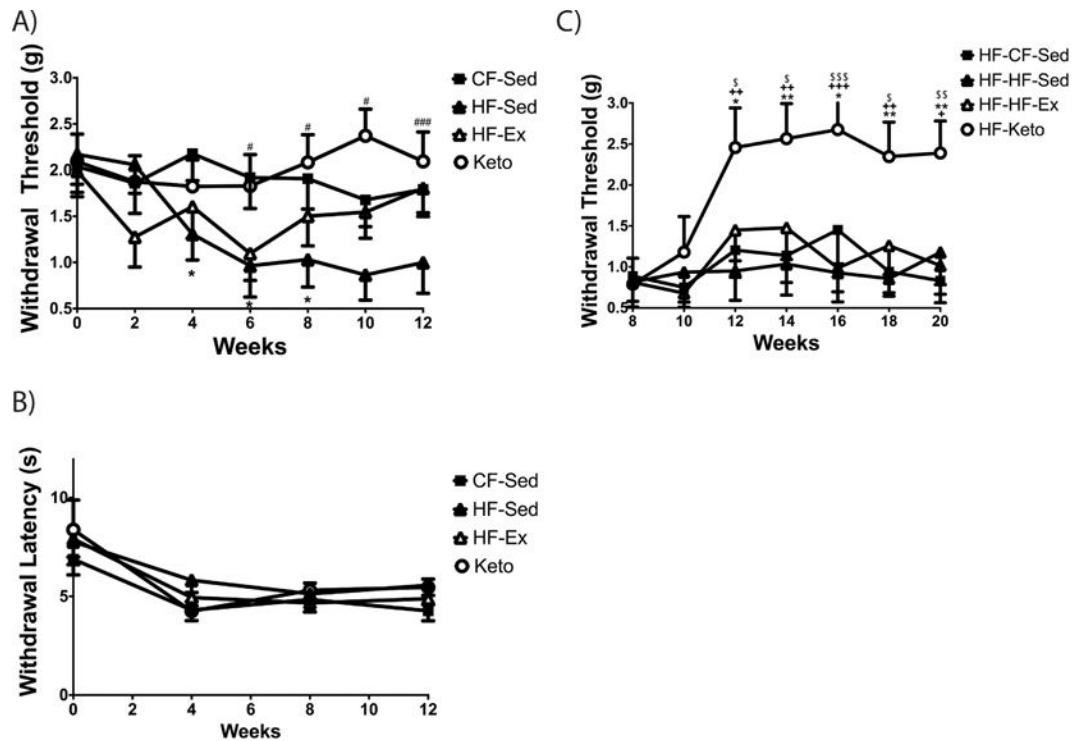 A)
Withdrawal Threshold (g)
3.0
2.5
2.0
1.5
1.0
0.5
#
#
#
###
*
*
*
0 2 4 6 8 10 12
Weeks
CF-Sed
HF-Sed
HF-Ex
Keto
C)
Withdrawal Threshold (g)
3.0
2.5
2.0
1.5
1.0
0.5
$ $ $$$ $ $$
++ ++ +++ ++ **
* ** * ** +
8 10 12 14 16 18 20
Weeks
HF-CF-Sed
HF-HF-Sed
HF-HF-Ex
HF-Keto
B)
Withdrawal Latency (s)
10
5
0
0 2 4 6 8 10 12
Weeks
CF-Sed
HF-Sed
HF-Ex
Keto